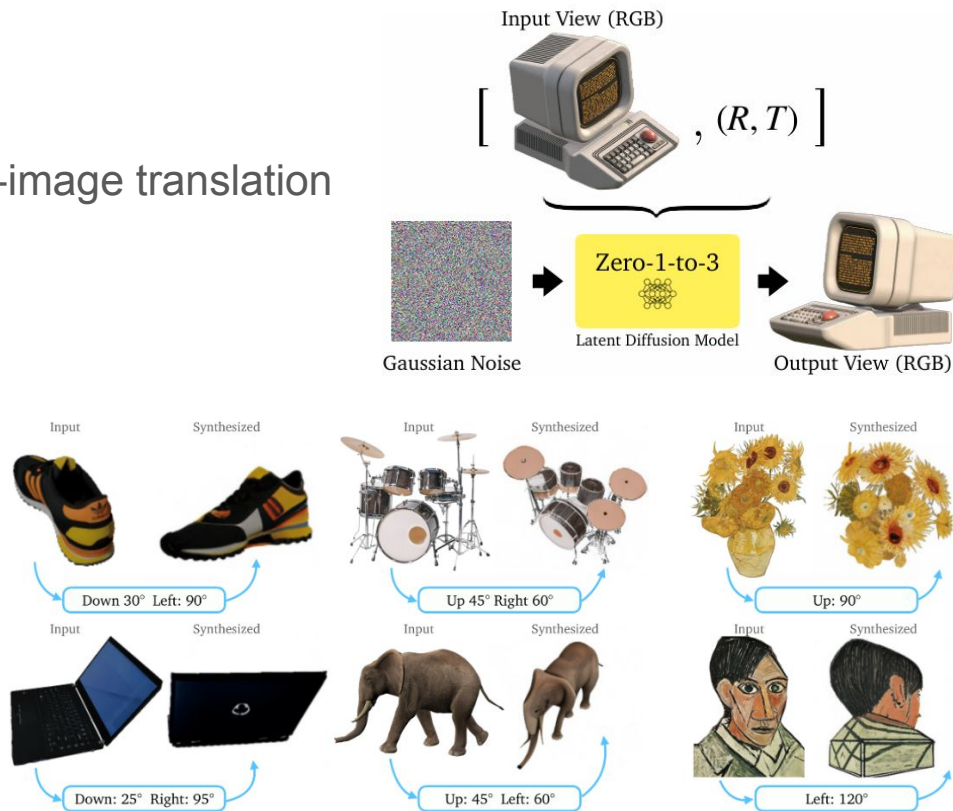 Input View (RGB)
[ , (R, T) ]
-image translation
Zero-1-to-3
Latent Diffusion Model
Gaussian Noise
Output View (RGB)
Input Synthesized Input Synthesized Input Synthesized
Down 30° Left: 90° Up 45° Right 60° Up: 90°
Input Synthesized Input Synthesized Input Synthesized
Down: 25° Right: 95° Up: 45° Left: 60° Left: 120°